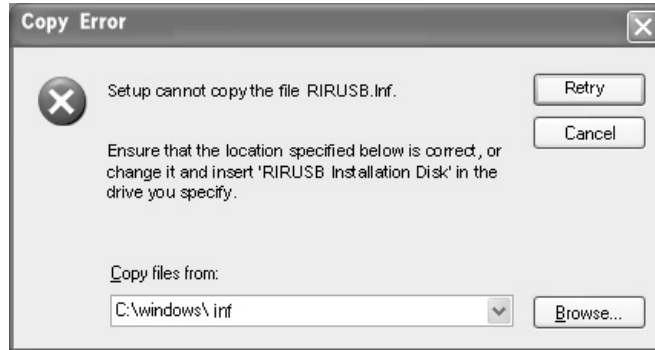 Copy Error
Setup cannot copy the file RIRUSB.Inf.
Retry
Cancel
Ensure that the location specified below is correct, or
change it and insert 'RIRUSB Installation Disk' in the
drive you specify.
Copy files from:
C:\windows\ inf
Browse...